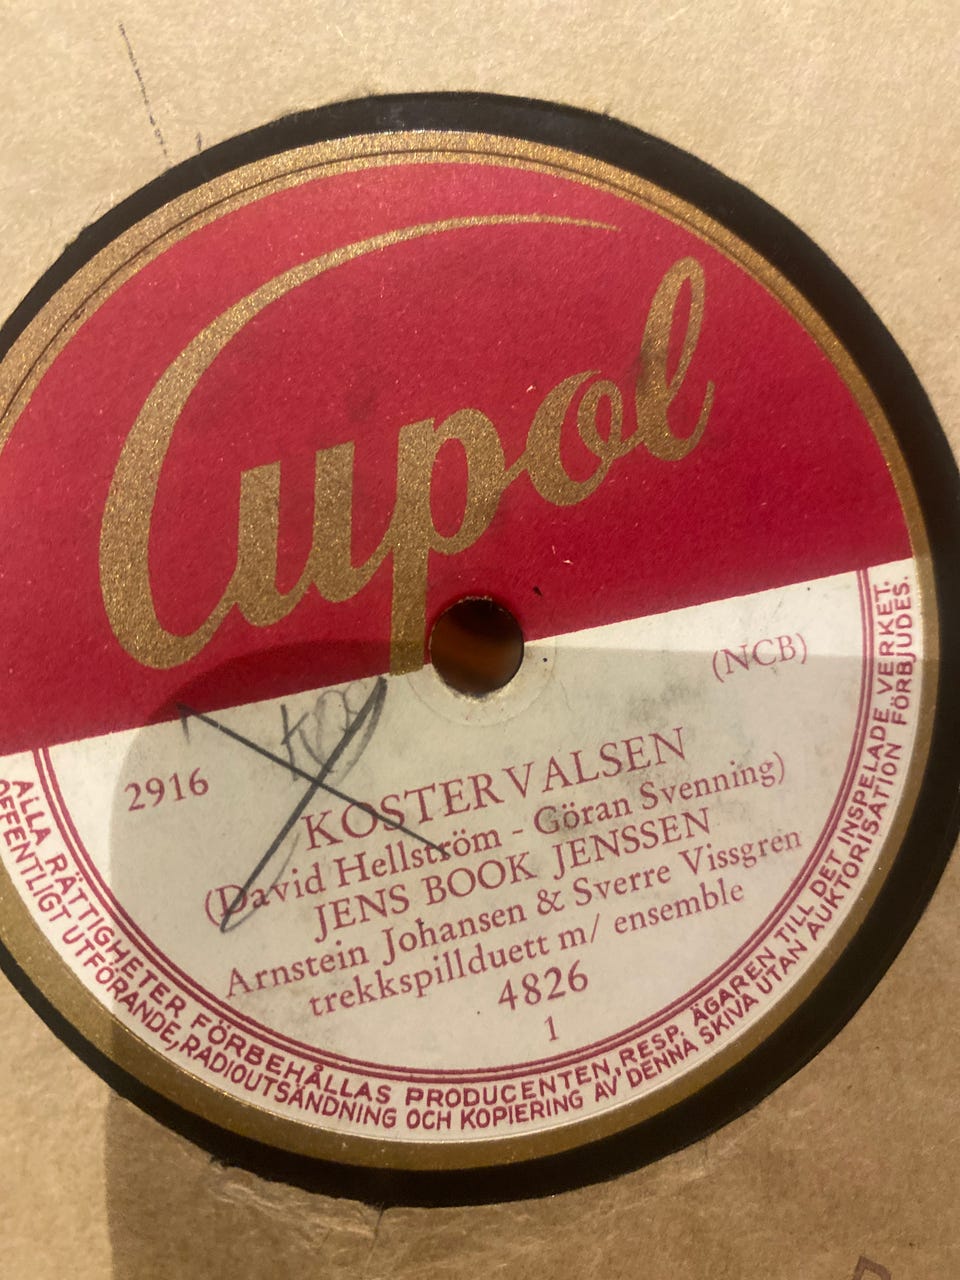 Cupol
(NCB)
2916
KOSTERVALSEN
(David Hellström - Göran Svenning)
JENS BOOK JENSSEN
Arnstein Johansen & Sverre Vissgren
trekkspillduett m/ ensemble
4826
1
ALLA RÄTTIGHETER FÖRBEHÅLLAS PRODUCENTEN, RESP. ÄGAREN TILL DET INSPELADE VERKET.
OFFENTLIGT UTFÖRANDE, RADIOUTSÄNDNING OCH KOPIERING AV DENNA SKIVA UTAN AUKTORISATION FÖRBJUDES.